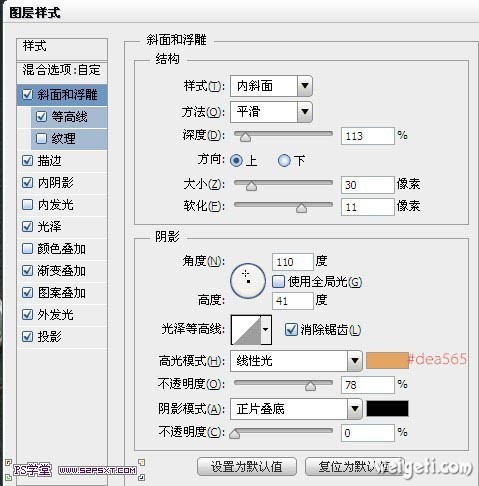 图层样式
样式
混合选项:自定
斜面和浮雕
等高线
纹理
描边
内阴影
内发光
光泽
颜色叠加
渐变叠加
图案叠加
外发光
投影
斜面和浮雕
结构
样式(T): 内斜面
方法(Q): 平滑
深度(D): 113 %
方向: 上 下
大小(Z): 30 像素
软化(F): 11 像素
阴影
角度(N): 110 度
使用全局光(G)
高度: 41 度
光泽等高线: 消除锯齿(L)
高光模式(H): 线性光 #dea565
不透明度(O): 78 %
阴影模式(A): 正片叠底
不透明度(C): 0 %
设置为默认值 复位为默认值
PS学堂 WWW.52PSXT.COM